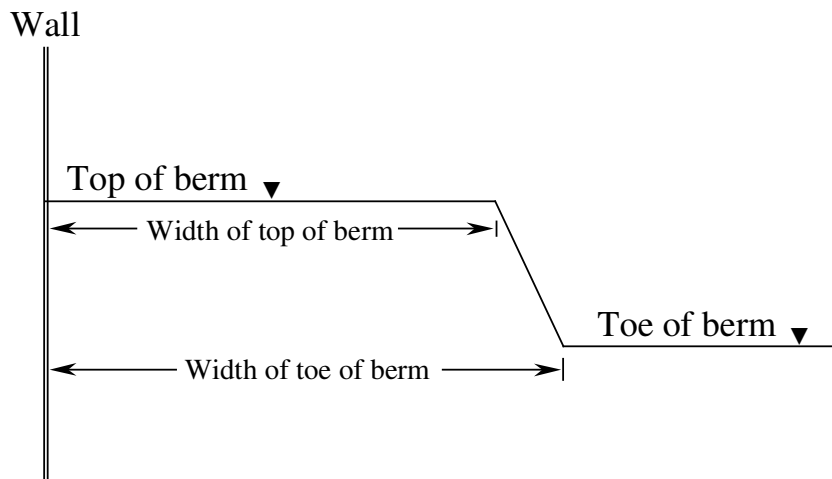 Wall
Top of berm
Width of top of berm
Toe of berm
Width of toe of berm